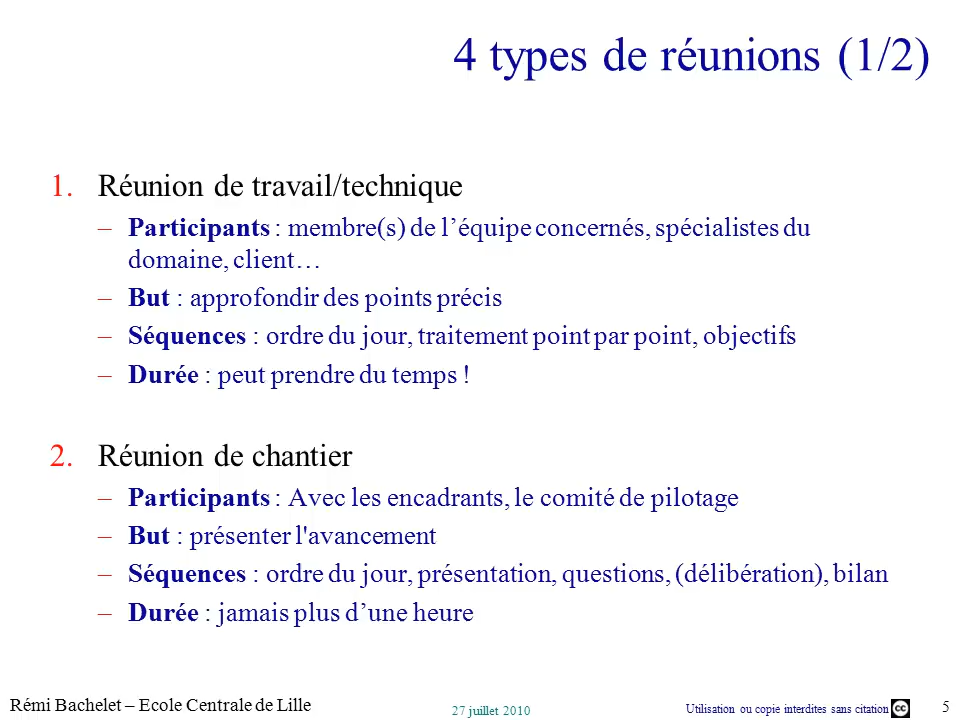 4 types de réunions (1/2)
1. Réunion de travail/technique
– Participants : membre(s) de l’équipe concernés, spécialistes du
domaine, client…
– But : approfondir des points précis
– Séquences : ordre du jour, traitement point par point, objectifs
– Durée : peut prendre du temps !
2. Réunion de chantier
– Participants : Avec les encadrants, le comité de pilotage
– But : présenter l'avancement
– Séquences : ordre du jour, présentation, questions, (délibération), bilan
– Durée : jamais plus d’une heure
Rémi Bachelet – Ecole Centrale de Lille
27 juillet 2010
Utilisation ou copie interdites sans citation cc
5